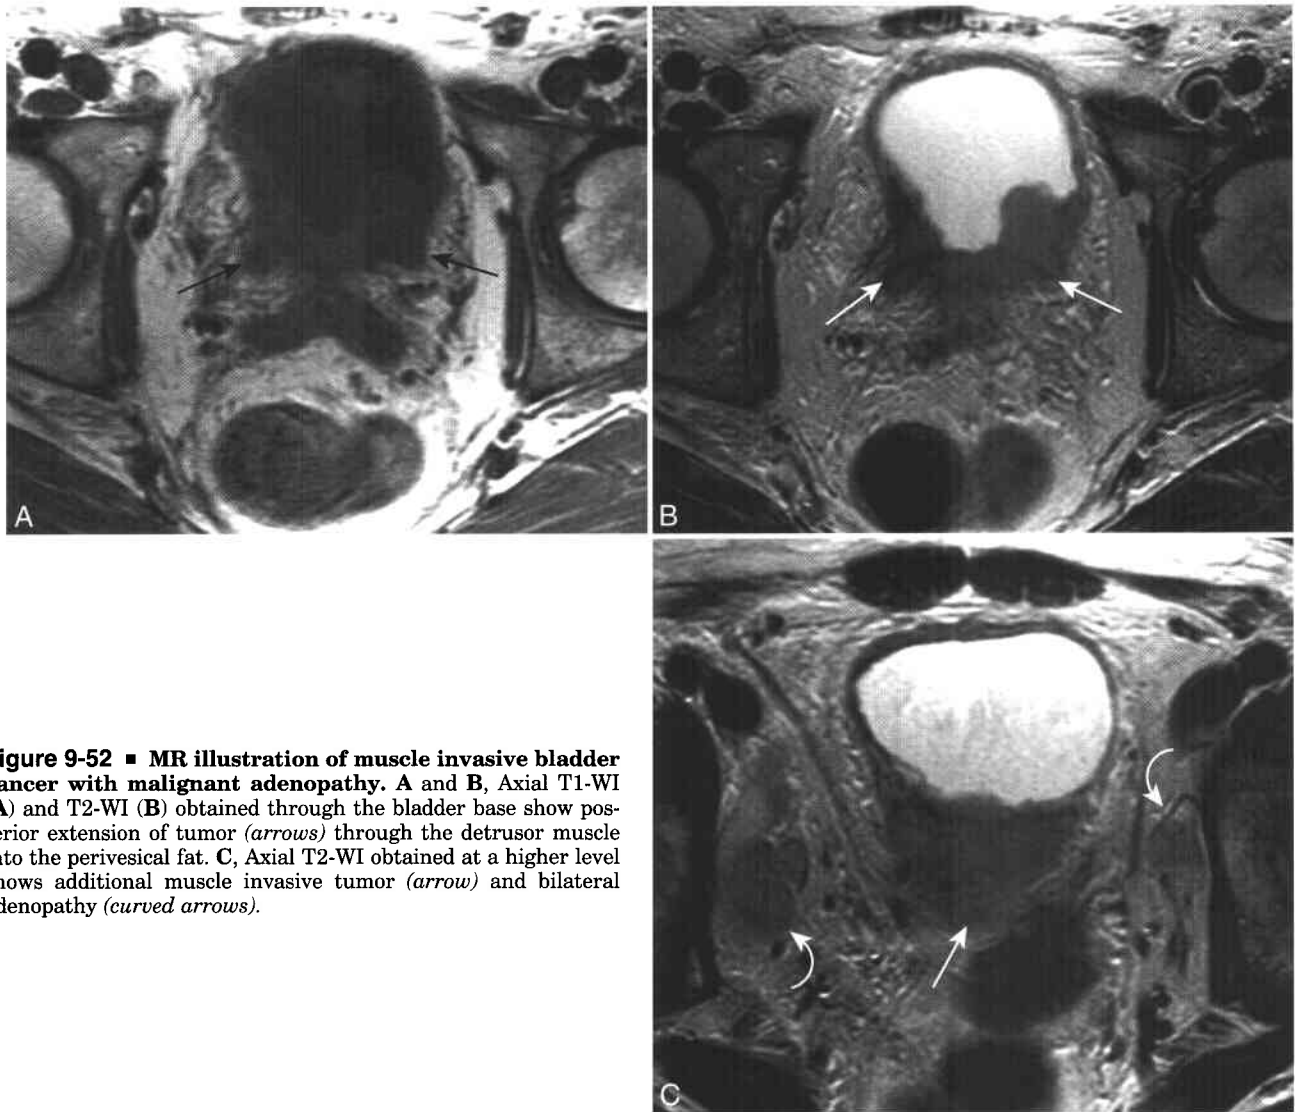 A
B
C
igure 9-52 ■ MR illustration of muscle invasive bladder
ancer with malignant adenopathy. A and B, Axial T1-WI
A) and T2-WI (B) obtained through the bladder base show pos-
erior extension of tumor (arrows) through the detrusor muscle
nto the perivesical fat. C, Axial T2-WI obtained at a higher level
hows additional muscle invasive tumor (arrow) and bilateral
denopathy (curved arrows).